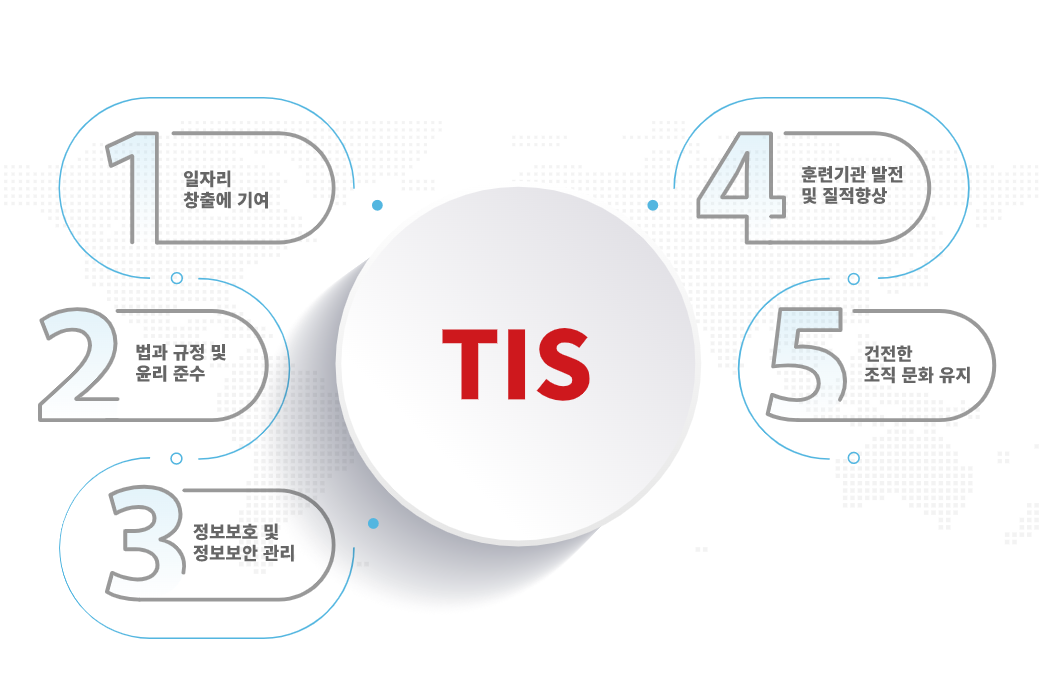 1
일자리
창출에 기여
2
법과 규정 및
윤리 준수
3
정보보호 및
정보보안 관리
TIS
4
훈련기관 발전
및 질적향상
5
건전한
조직 문화 유지